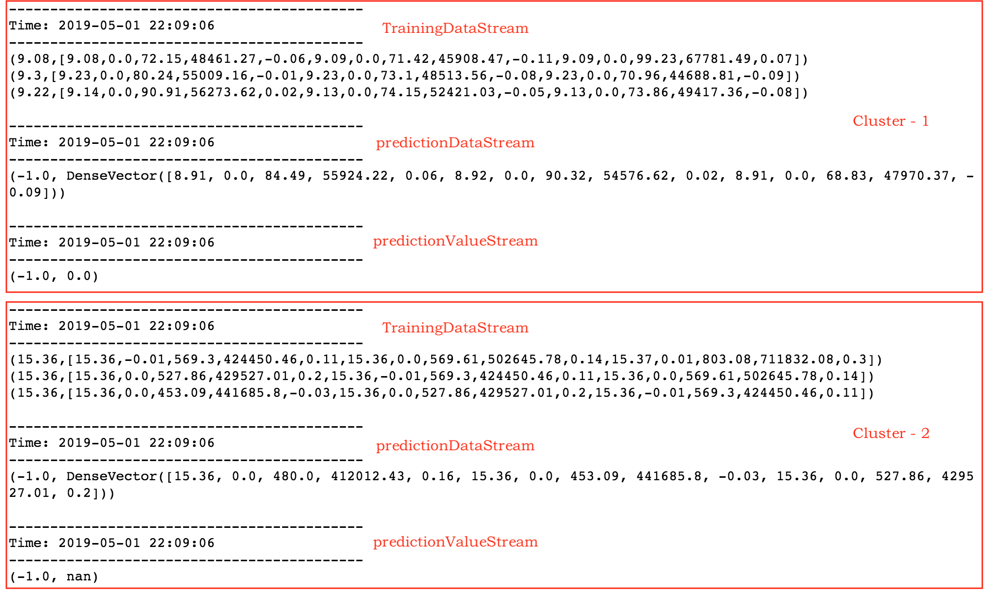 -------------------------------------------
Time: 2019-05-01 22:09:06 TrainingDataStream
-------------------------------------------
(9.08,[9.08,0.0,72.15,48461.27,-0.06,9.09,0.0,71.42,45908.47,-0.11,9.09,0.0,99.23,67781.49,0.07])
(9.3,[9.23,0.0,80.24,55009.16,-0.01,9.23,0.0,73.1,48513.56,-0.08,9.23,0.0,70.96,44688.81,-0.09])
(9.22,[9.14,0.0,90.91,56273.62,0.02,9.13,0.0,74.15,52421.03,-0.05,9.13,0.0,73.86,49417.36,-0.08])
Cluster - 1
-------------------------------------------
Time: 2019-05-01 22:09:06 predictionDataStream
-------------------------------------------
(-1.0, DenseVector([8.91, 0.0, 84.49, 55924.22, 0.06, 8.92, 0.0, 90.32, 54576.62, 0.02, 8.91, 0.0, 68.83, 47970.37, -
0.09]))
-------------------------------------------
Time: 2019-05-01 22:09:06 predictionValueStream
-------------------------------------------
(-1.0, 0.0)
-------------------------------------------
Time: 2019-05-01 22:09:06 TrainingDataStream
-------------------------------------------
(15.36,[15.36,-0.01,569.3,424450.46,0.11,15.36,0.0,569.61,502645.78,0.14,15.37,0.01,803.08,711832.08,0.3])
(15.36,[15.36,0.0,527.86,429527.01,0.2,15.36,-0.01,569.3,424450.46,0.11,15.36,0.0,569.61,502645.78,0.14])
(15.36,[15.36,0.0,453.09,441685.8,-0.03,15.36,0.0,527.86,429527.01,0.2,15.36,-0.01,569.3,424450.46,0.11])
-------------------------------------------
Cluster - 2
Time: 2019-05-01 22:09:06 predictionDataStream
-------------------------------------------
(-1.0, DenseVector([15.36, 0.0, 480.0, 412012.43, 0.16, 15.36, 0.0, 453.09, 441685.8, -0.03, 15.36, 0.0, 527.86, 4295
27.01, 0.2]))
-------------------------------------------
Time: 2019-05-01 22:09:06 predictionValueStream
-------------------------------------------
(-1.0, nan)